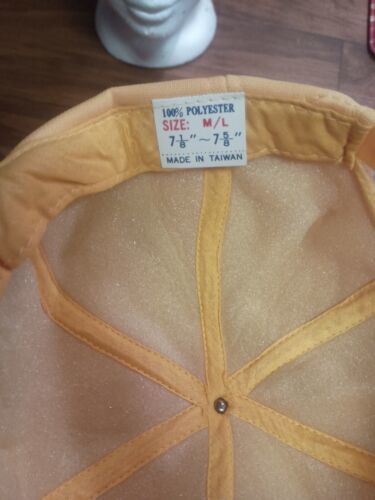 100% POLYESTER
SIZE: M/L
7 1/8" ~ 7 5/8"
MADE IN TAIWAN